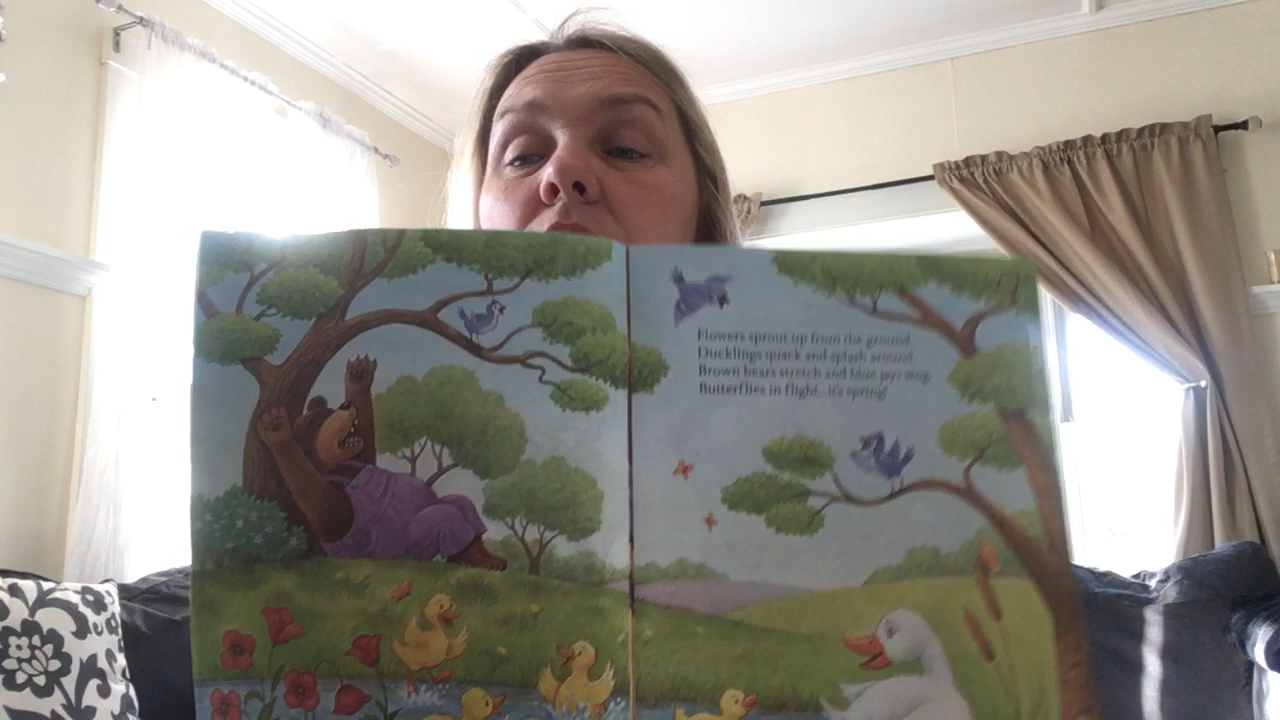 Flowers sprout up from the ground.
Ducklings quack and splash around.
Brown bears stretch and blue jays sing.
Butterflies in flight...it's spring!